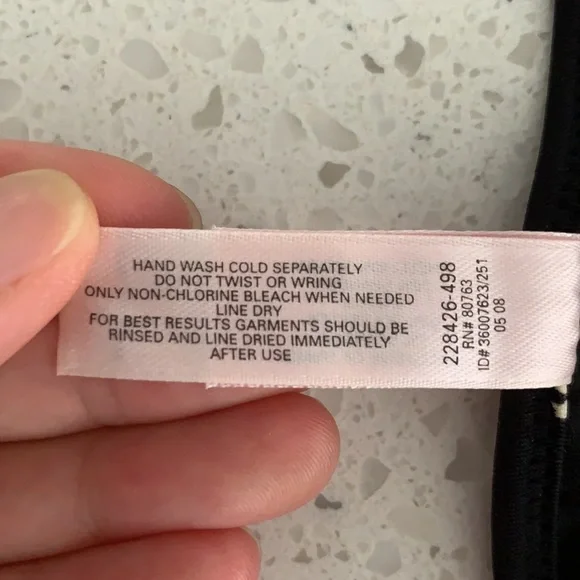 HAND WASH COLD SEPARATELY
DO NOT TWIST OR WRING
ONLY NON-CHLORINE BLEACH WHEN NEEDED
LINE DRY
FOR BEST RESULTS GARMENTS SHOULD BE
RINSED AND LINE DRIED IMMEDIATELY
AFTER USE
228426-498
RN# 80763
ID# 36007623/251
05 08